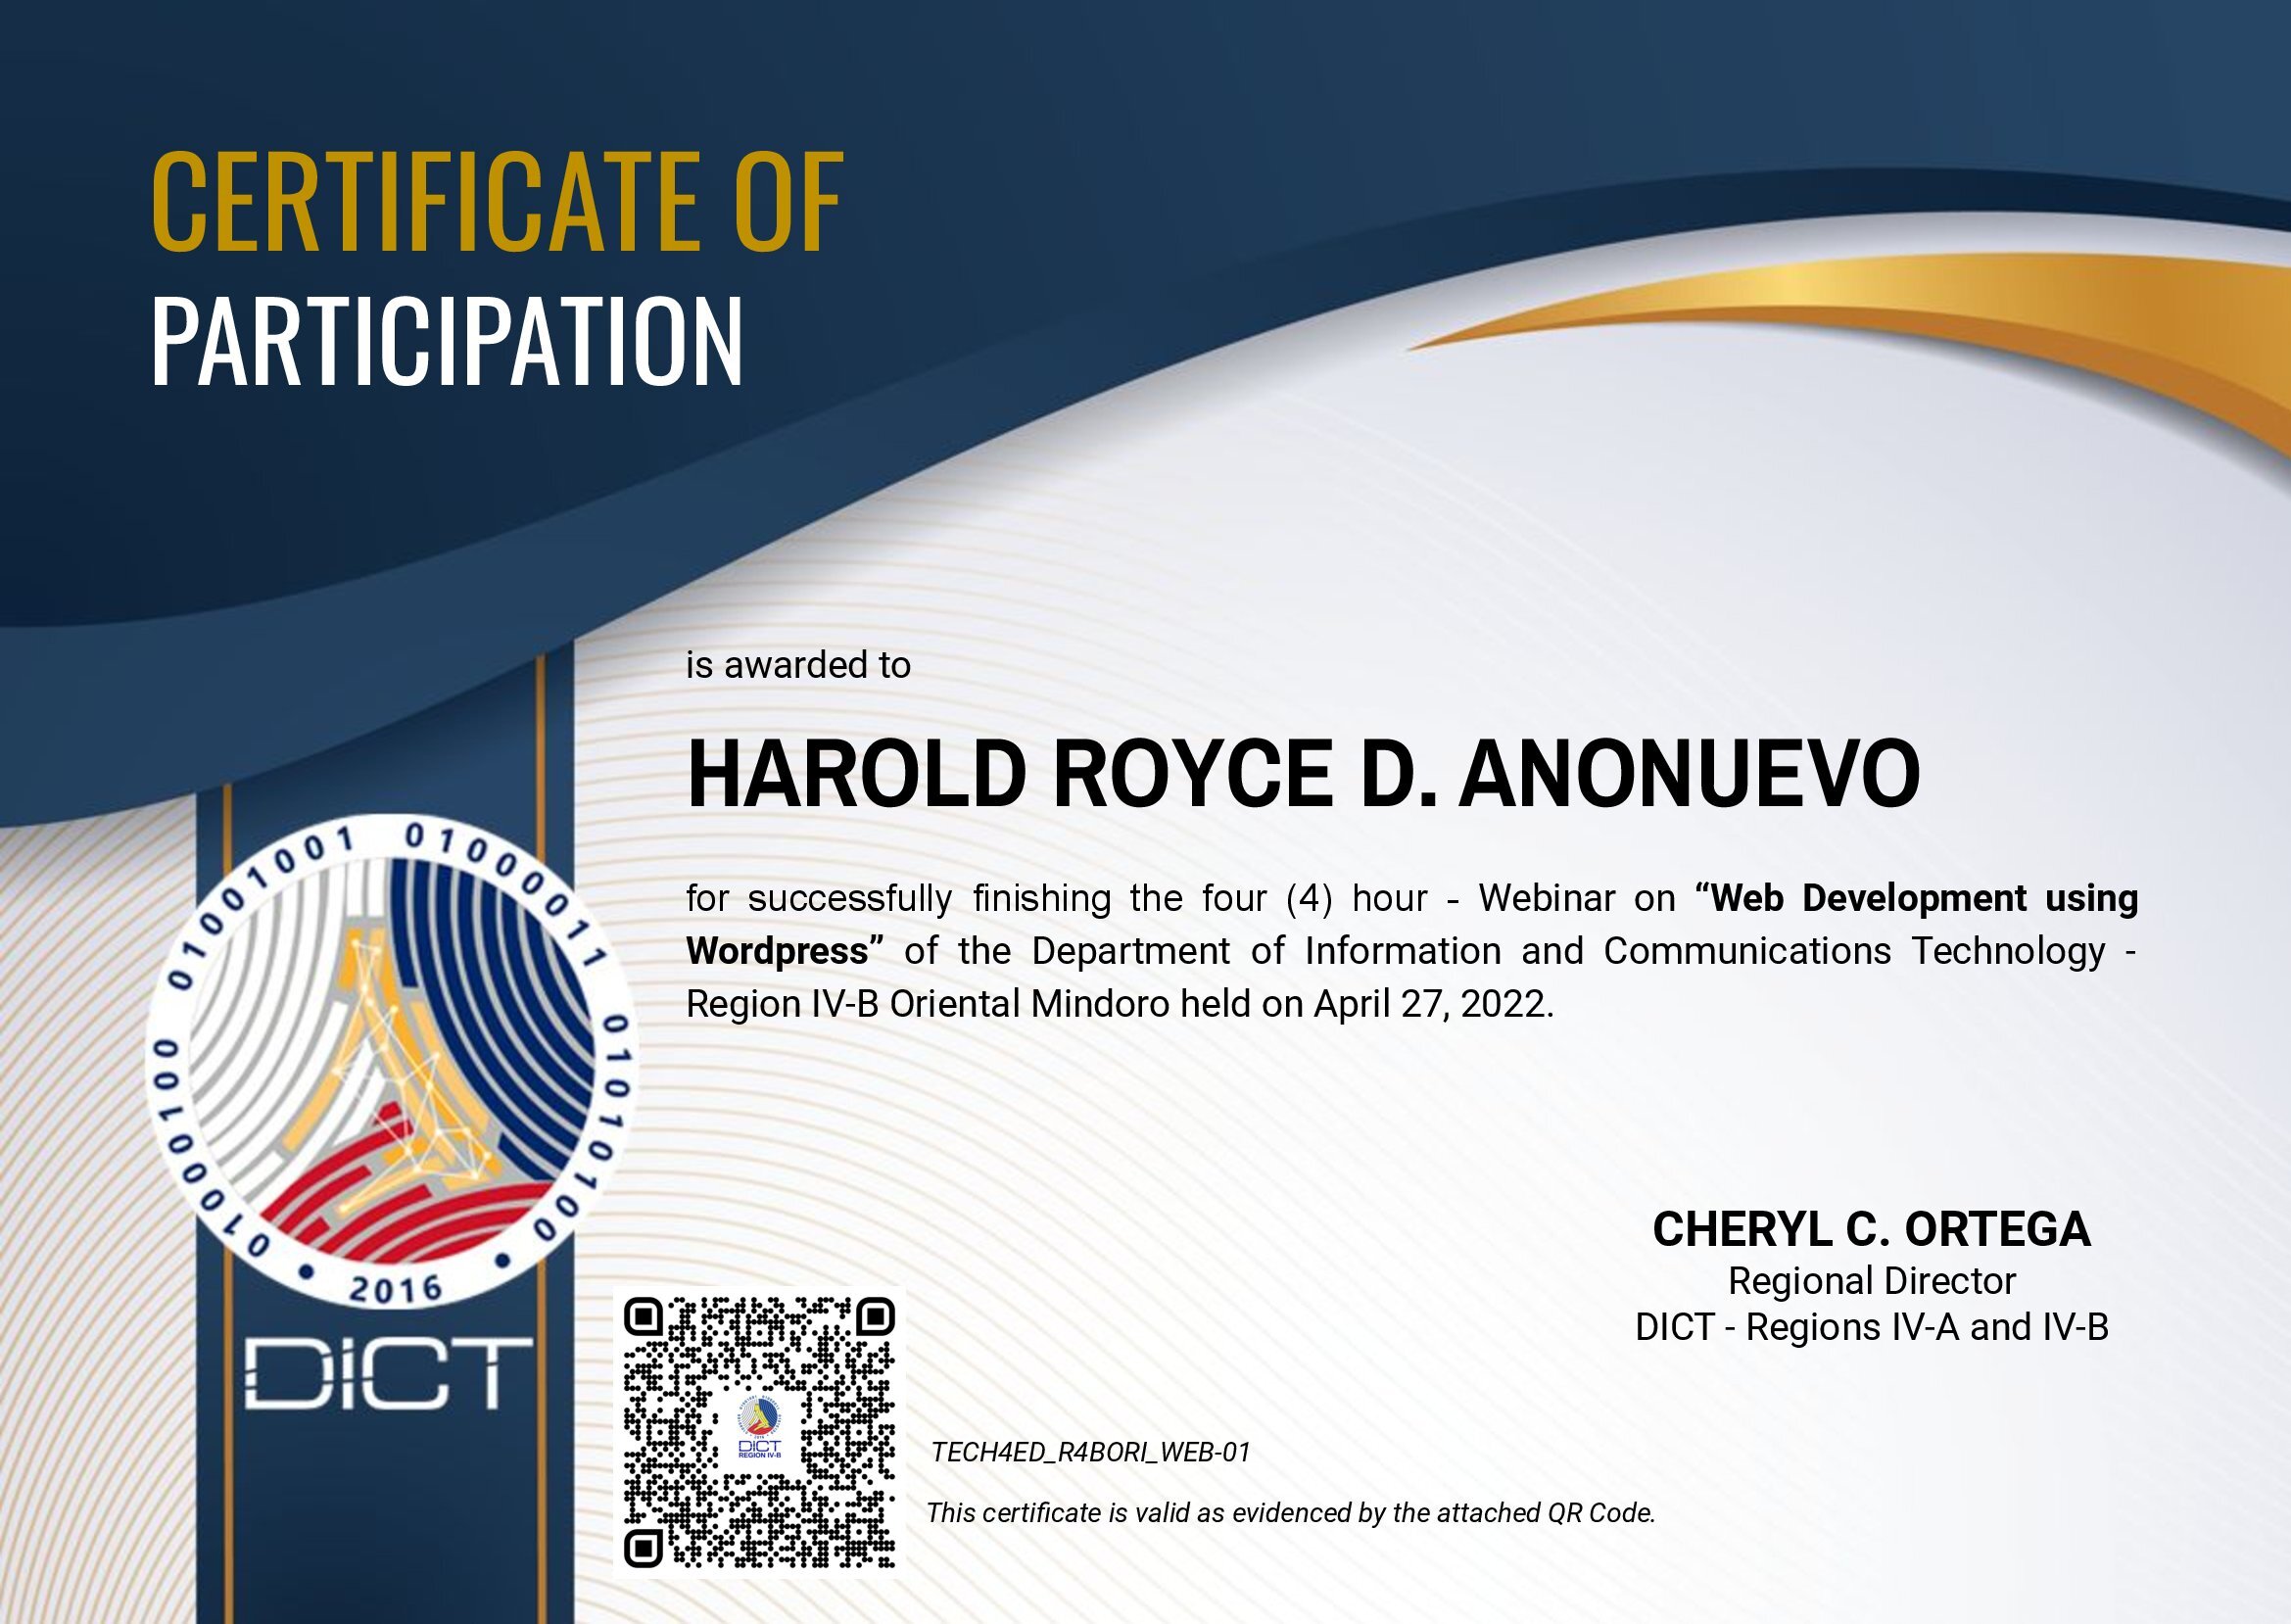 CERTIFICATE OF
PARTICIPATION
is awarded to
HAROLD ROYCE D. ANONUEVO
for successfully finishing the four (4) hour - Webinar on “Web Development using
Wordpress” of the Department of Information and Communications Technology -
Region IV-B Oriental Mindoro held on April 27, 2022.
01000100 01001001 01000011 01010100
2016
DICT
CHERYL C. ORTEGA
Regional Director
DICT - Regions IV-A and IV-B
DICT
REGION IV-B
TECH4ED_R4BORI_WEB-01
This certificate is valid as evidenced by the attached QR Code.